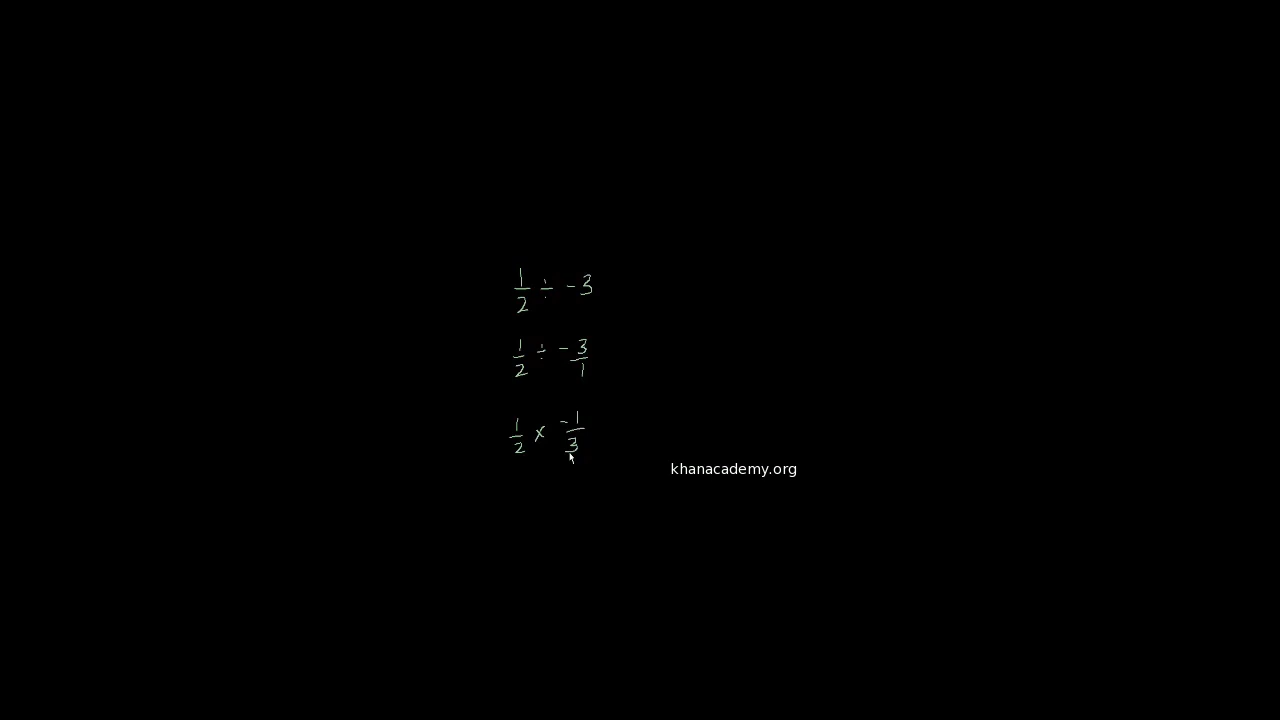 1/2 ÷ -3
1/2 ÷ -3/1
1/2 x -1/3
khanacademy.org